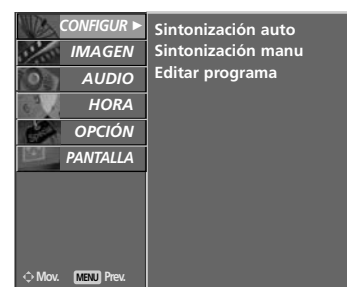 CONFIGUR ►
IMAGEN
AUDIO
HORA
OPCIÓN
PANTALLA
Sintonización auto
Sintonización manu
Editar programa
Mov. MENU Prev.